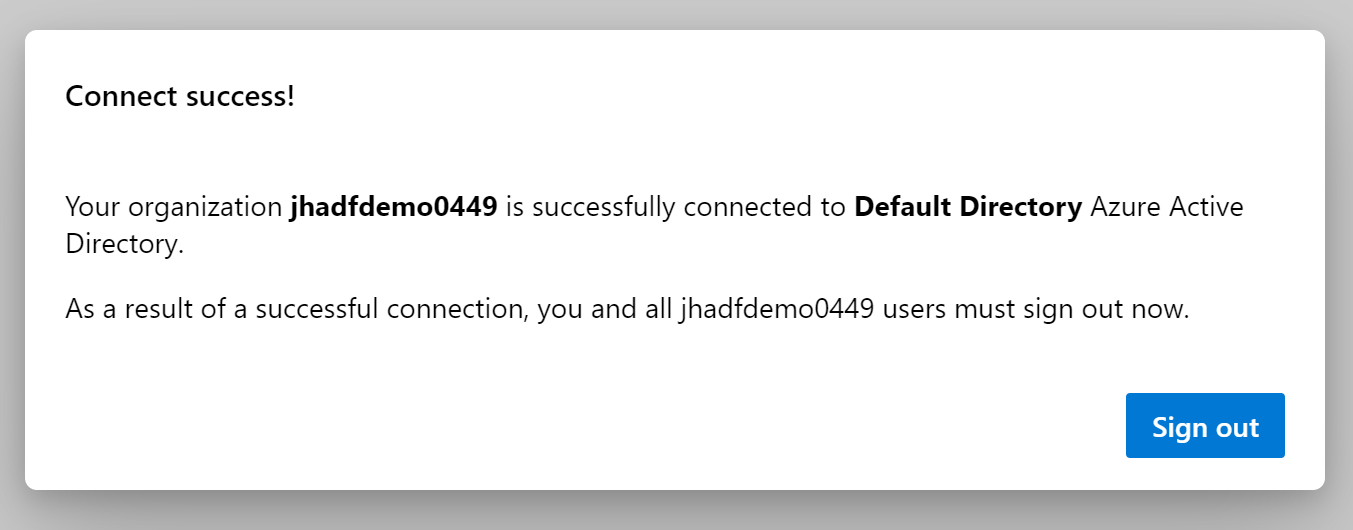 Connect success!
Your organization jhadfdemo0449 is successfully connected to Default Directory Azure Active
Directory.
As a result of a successful connection, you and all jhadfdemo0449 users must sign out now.
Sign out